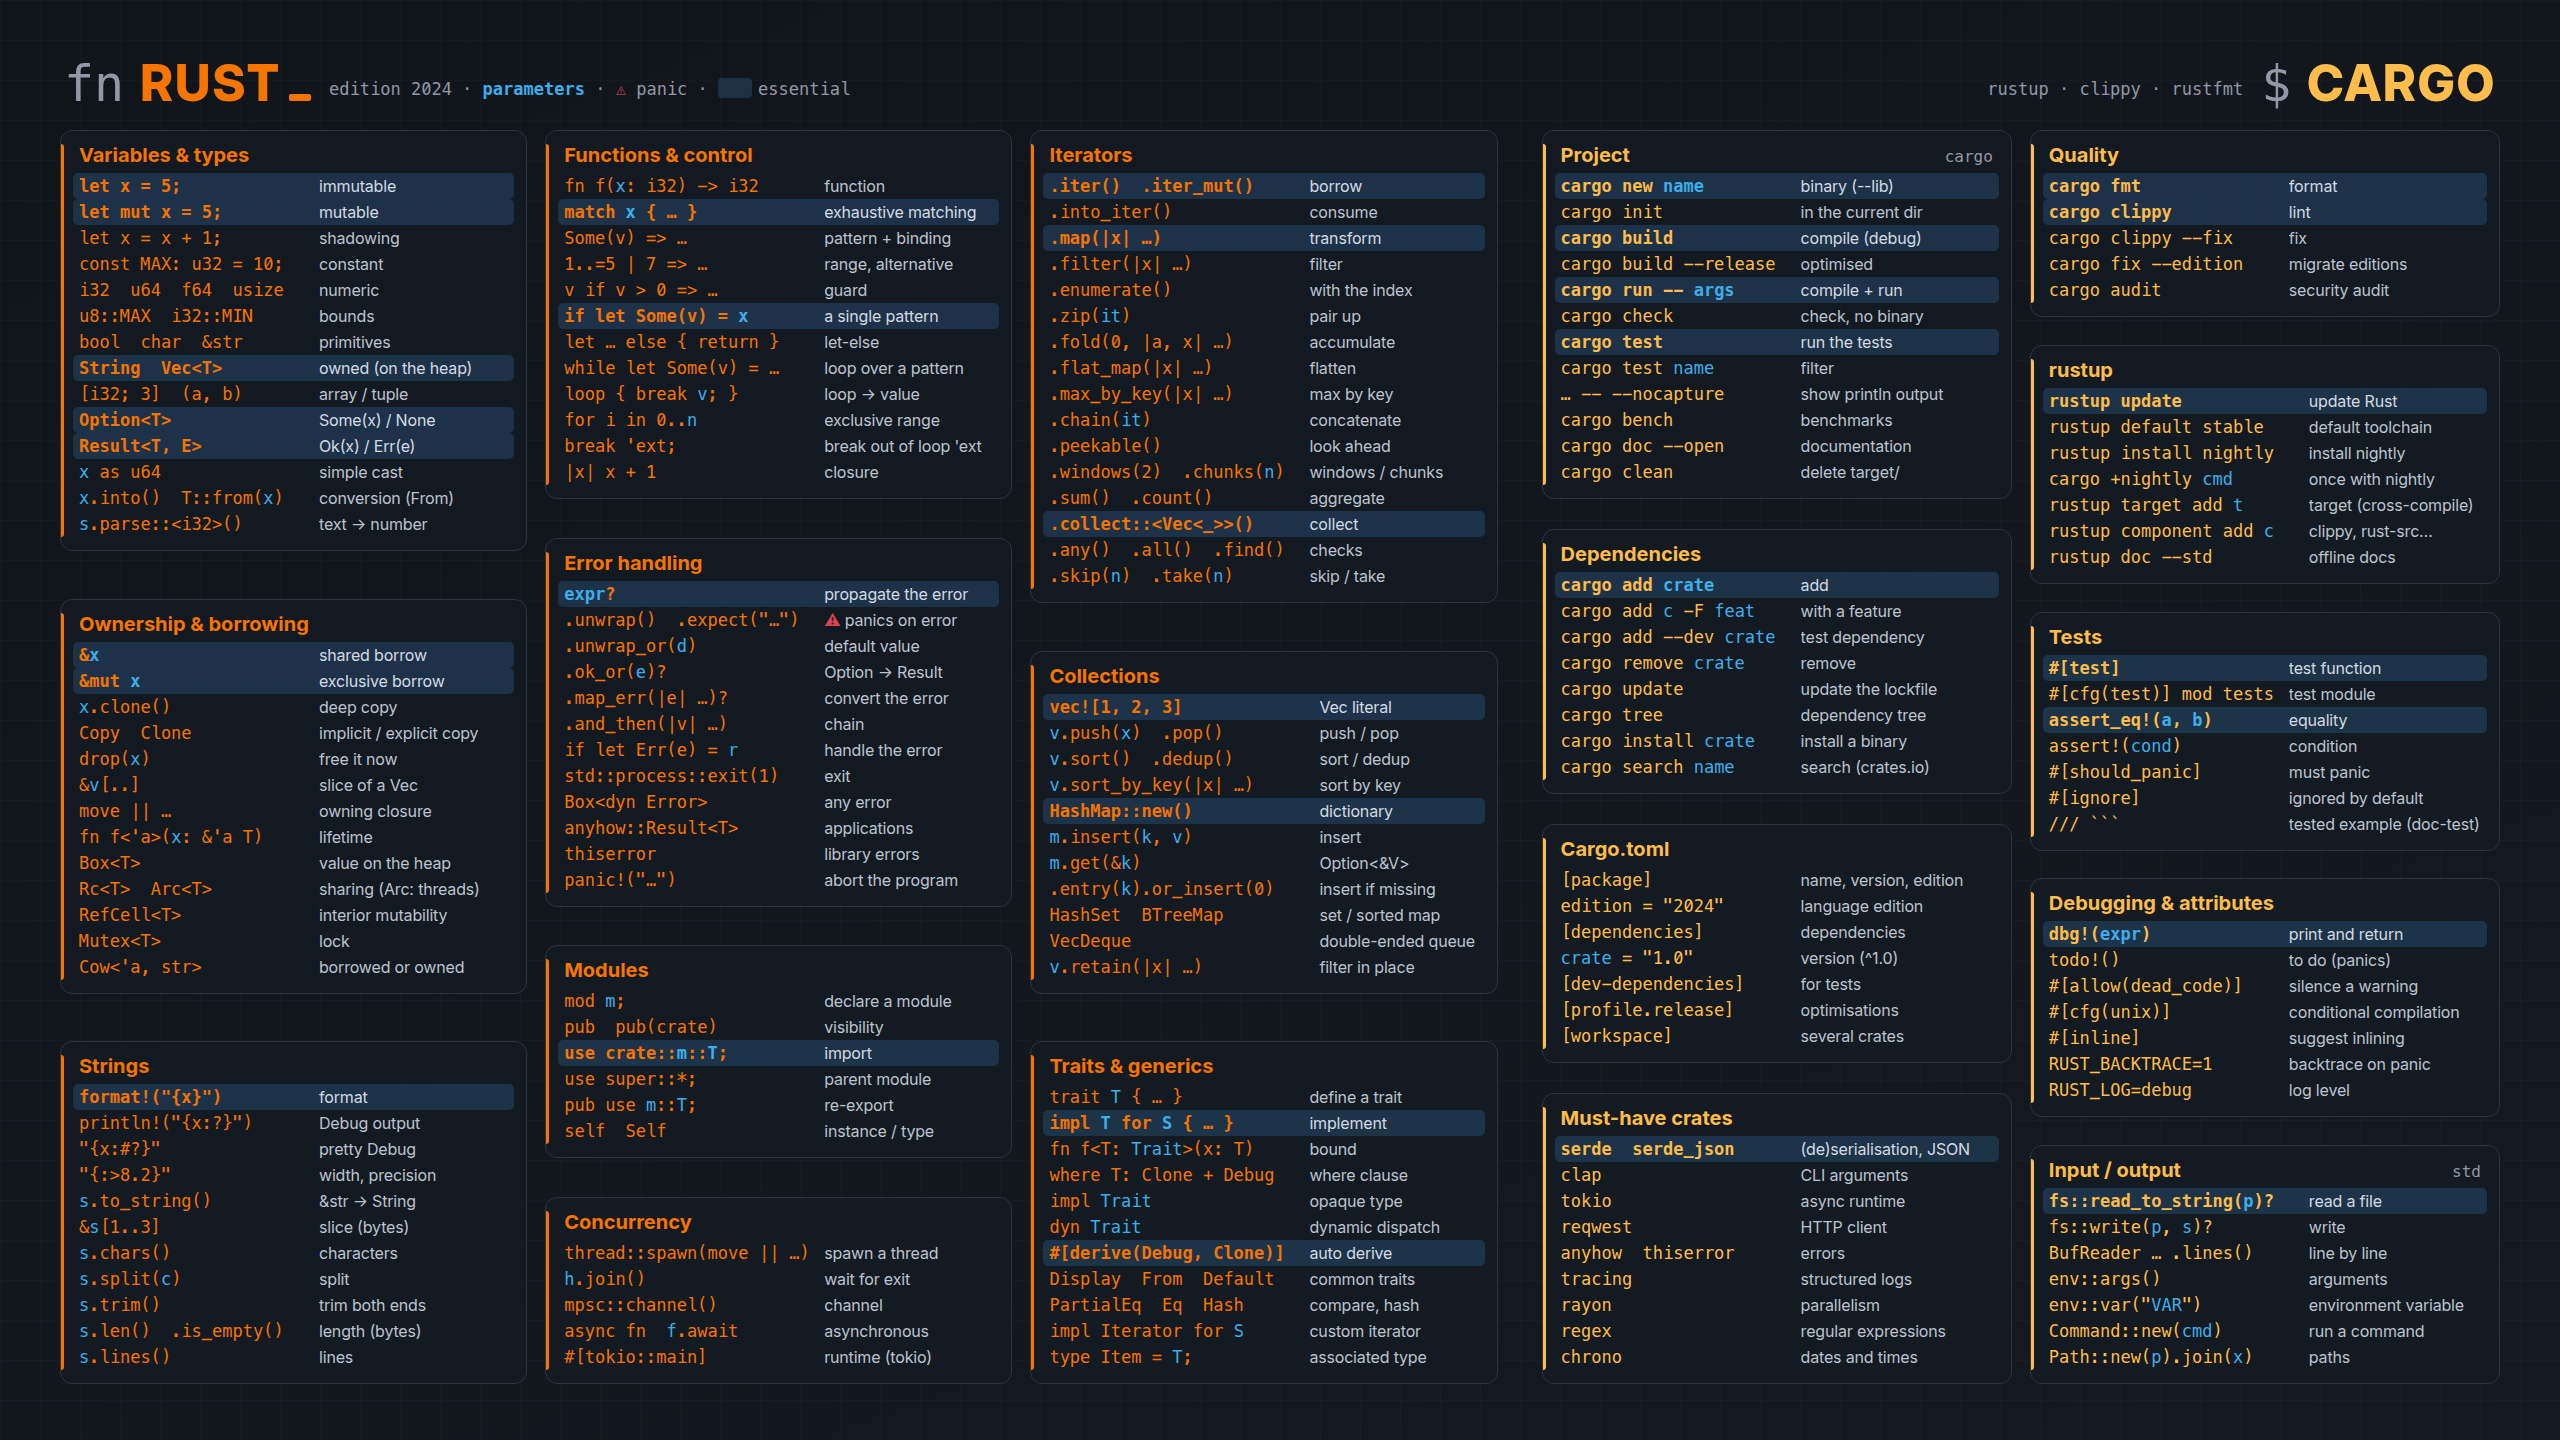 fn RUST_ edition 2024 · parameters · ⚠ panic · essential
rustup · clippy · rustfmt $ CARGO
Variables & types
let x = 5; immutable
let mut x = 5; mutable
let x = x + 1; shadowing
const MAX: u32 = 10; constant
i32 u64 f64 usize numeric
u8::MAX i32::MIN bounds
bool char &str primitives
String Vec<T> owned (on the heap)
[i32; 3] (a, b) array / tuple
Option<T> Some(x) / None
Result<T, E> Ok(x) / Err(e)
x as u64 simple cast
x.into() T::from(x) conversion (From)
s.parse::<i32>() text → number
Ownership & borrowing
&x shared borrow
&mut x exclusive borrow
x.clone() deep copy
Copy Clone implicit / explicit copy
drop(x) free it now
&v[..] slice of a Vec
move || … owning closure
fn f<'a>(x: &'a T) lifetime
Box<T> value on the heap
Rc<T> Arc<T> sharing (Arc: threads)
RefCell<T> interior mutability
Mutex<T> lock
Cow<'a, str> borrowed or owned
Strings
format!("{x}") format
println!("{x:?}") Debug output
"{x:#?}" pretty Debug
"{:>8.2}" width, precision
s.to_string() &str → String
&s[1..3] slice (bytes)
s.chars() characters
s.split(c) split
s.trim() trim both ends
s.len() .is_empty() length (bytes)
s.lines() lines
Functions & control
fn f(x: i32) -> i32 function
match x { … } exhaustive matching
Some(v) => … pattern + binding
1..=5 | 7 => … range, alternative
v if v > 0 => … guard
if let Some(v) = x a single pattern
let … else { return } let-else
while let Some(v) = … loop over a pattern
loop { break v; } loop → value
for i in 0..n exclusive range
break 'ext; break out of loop 'ext
|x| x + 1 closure
Error handling
expr? propagate the error
.unwrap() .expect("…") ⚠ panics on error
.unwrap_or(d) default value
.ok_or(e)? Option → Result
.map_err(|e| …)? convert the error
.and_then(|v| …) chain
if let Err(e) = r handle the error
std::process::exit(1) exit
Box<dyn Error> any error
anyhow::Result<T> applications
thiserror library errors
panic!("…") abort the program
Modules
mod m; declare a module
pub pub(crate) visibility
use crate::m::T; import
use super::*; parent module
pub use m::T; re-export
self Self instance / type
Concurrency
thread::spawn(move || …) spawn a thread
h.join() wait for exit
mpsc::channel() channel
async fn f.await asynchronous
#[tokio::main] runtime (tokio)
Iterators
.iter() .iter_mut() borrow
.into_iter() consume
.map(|x| …) transform
.filter(|x| …) filter
.enumerate() with the index
.zip(it) pair up
.fold(0, |a, x| …) accumulate
.flat_map(|x| …) flatten
.max_by_key(|x| …) max by key
.chain(it) concatenate
.peekable() look ahead
.windows(2) .chunks(n) windows / chunks
.sum() .count() aggregate
.collect::<Vec<_>>() collect
.any() .all() .find() checks
.skip(n) .take(n) skip / take
Collections
vec![1, 2, 3] Vec literal
v.push(x) .pop() push / pop
v.sort() .dedup() sort / dedup
v.sort_by_key(|x| …) sort by key
HashMap::new() dictionary
m.insert(k, v) insert
m.get(&k) Option<&V>
.entry(k).or_insert(0) insert if missing
HashSet BTreeMap set / sorted map
VecDeque double-ended queue
v.retain(|x| …) filter in place
Traits & generics
trait T { … } define a trait
impl T for S { … } implement
fn f<T: Trait>(x: T) bound
where T: Clone + Debug where clause
impl Trait opaque type
dyn Trait dynamic dispatch
#[derive(Debug, Clone)] auto derive
Display From Default common traits
PartialEq Eq Hash compare, hash
impl Iterator for S custom iterator
type Item = T; associated type
Project cargo
cargo new name binary (--lib)
cargo init in the current dir
cargo build compile (debug)
cargo build --release optimised
cargo run -- args compile + run
cargo check check, no binary
cargo test run the tests
cargo test name filter
… -- --nocapture show println output
cargo bench benchmarks
cargo doc --open documentation
cargo clean delete target/
Dependencies
cargo add crate add
cargo add c -F feat with a feature
cargo add --dev crate test dependency
cargo remove crate remove
cargo update update the lockfile
cargo tree dependency tree
cargo install crate install a binary
cargo search name search (crates.io)
Cargo.toml
[package] name, version, edition
edition = "2024" language edition
[dependencies] dependencies
crate = "1.0" version (^1.0)
[dev-dependencies] for tests
[profile.release] optimisations
[workspace] several crates
Must-have crates
serde serde_json (de)serialisation, JSON
clap CLI arguments
tokio async runtime
reqwest HTTP client
anyhow thiserror errors
tracing structured logs
rayon parallelism
regex regular expressions
chrono dates and times
Quality
cargo fmt format
cargo clippy lint
cargo clippy --fix fix
cargo fix --edition migrate editions
cargo audit security audit
rustup
rustup update update Rust
rustup default stable default toolchain
rustup install nightly install nightly
cargo +nightly cmd once with nightly
rustup target add t target (cross-compile)
rustup component add c clippy, rust-src…
rustup doc --std offline docs
Tests
#[test] test function
#[cfg(test)] mod tests test module
assert_eq!(a, b) equality
assert!(cond) condition
#[should_panic] must panic
#[ignore] ignored by default
/// ``` tested example (doc-test)
Debugging & attributes
dbg!(expr) print and return
todo!() to do (panics)
#[allow(dead_code)] silence a warning
#[cfg(unix)] conditional compilation
#[inline] suggest inlining
RUST_BACKTRACE=1 backtrace on panic
RUST_LOG=debug log level
Input / output std
fs::read_to_string(p)? read a file
fs::write(p, s)? write
BufReader … .lines() line by line
env::args() arguments
env::var("VAR") environment variable
Command::new(cmd) run a command
Path::new(p).join(x) paths